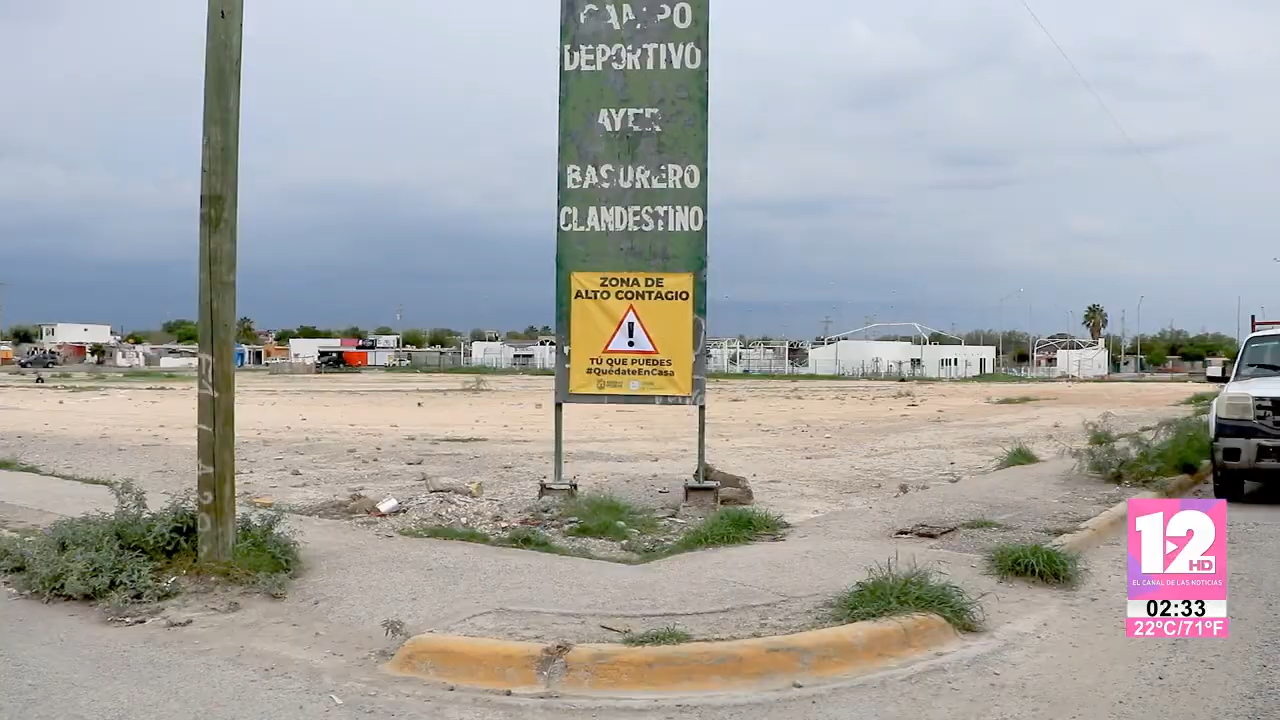 CAMPO
DEPORTIVO
AYER
BASURERO
CLANDESTINO
ZONA DE
ALTO CONTAGIO
!
TÚ QUE PUEDES
#QuédateEnCasa
12
HD
EL CANAL DE LAS NOTICIAS
02:33
22°C/71°F